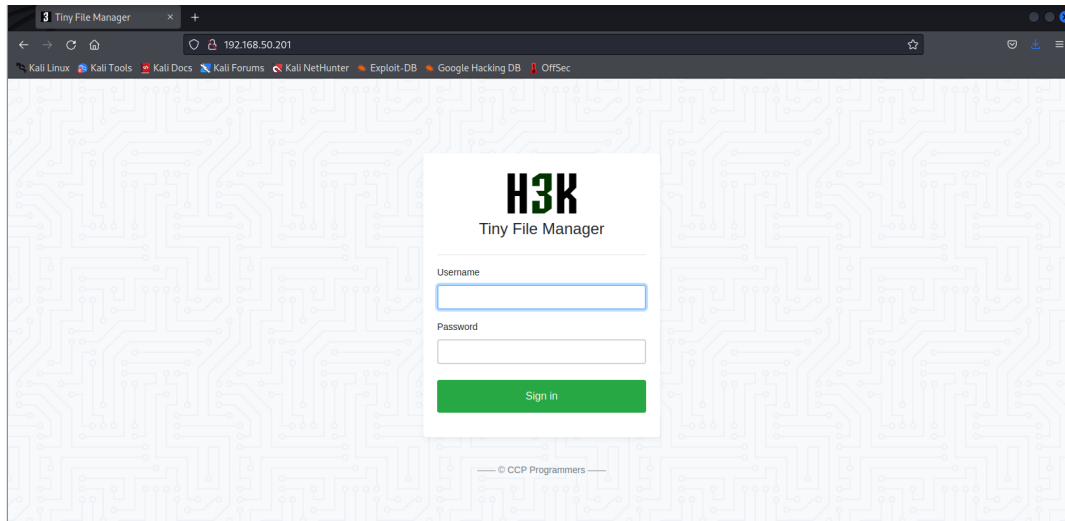 Tiny File Manager
192.168.50.201
Kali Linux Kali Tools Kali Docs Kali Forums Kali NetHunter Exploit-DB Google Hacking DB OffSec
H3K
Tiny File Manager
Username
Password
Sign in
—— © CCP Programmers ——